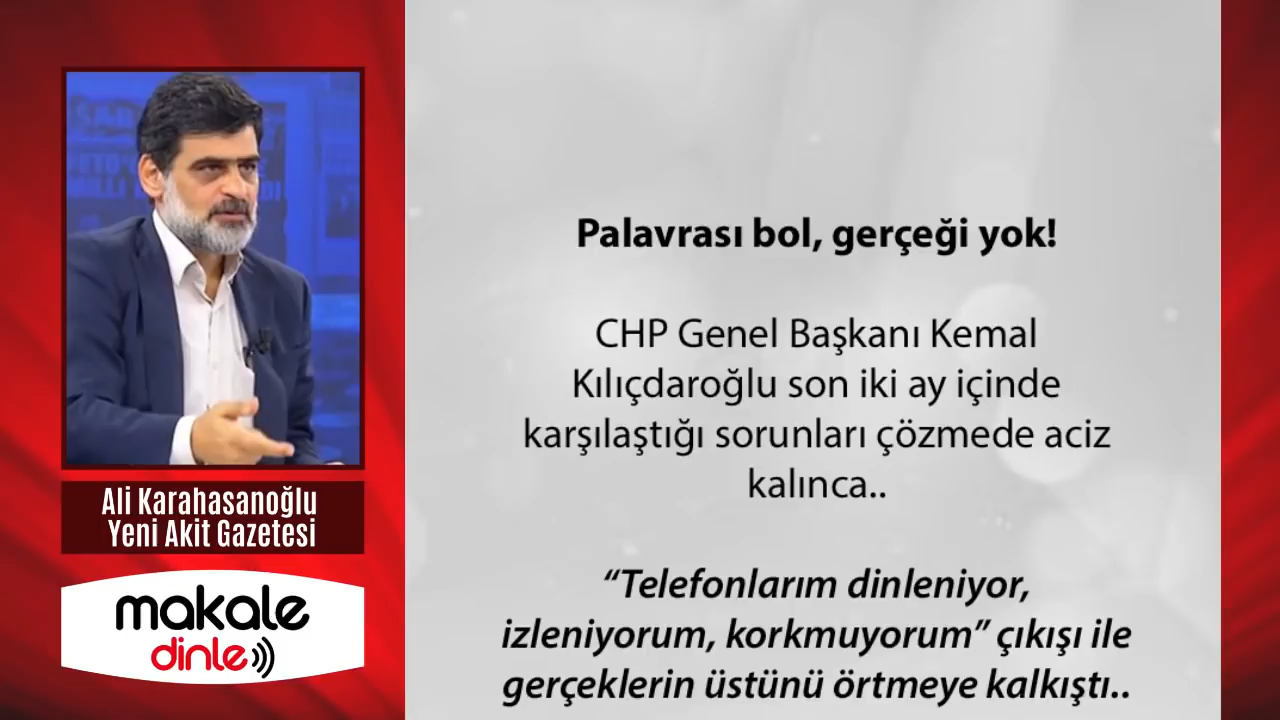 Ali Karahasanoğlu
Yeni Akit Gazetesi
makale
dinle
Palavrası bol, gerçeği yok!
CHP Genel Başkanı Kemal
Kılıçdaroğlu son iki ay içinde
karşılaştığı sorunları çözmede aciz
kalınca..
“Telefonlarım dinleniyor,
izleniyorum, korkmuyorum” çıkışı ile
gerçeklerin üstünü örtmeye kalkıştı..